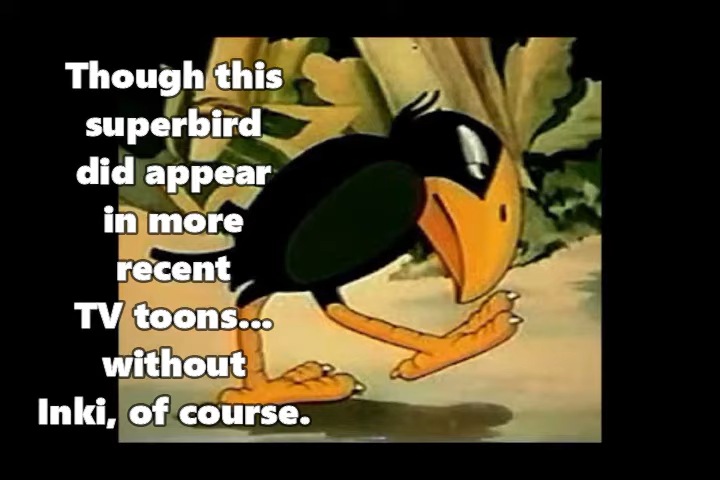 Though this
superbird
did appear
in more
recent
TV toons...
without
Inki, of course.